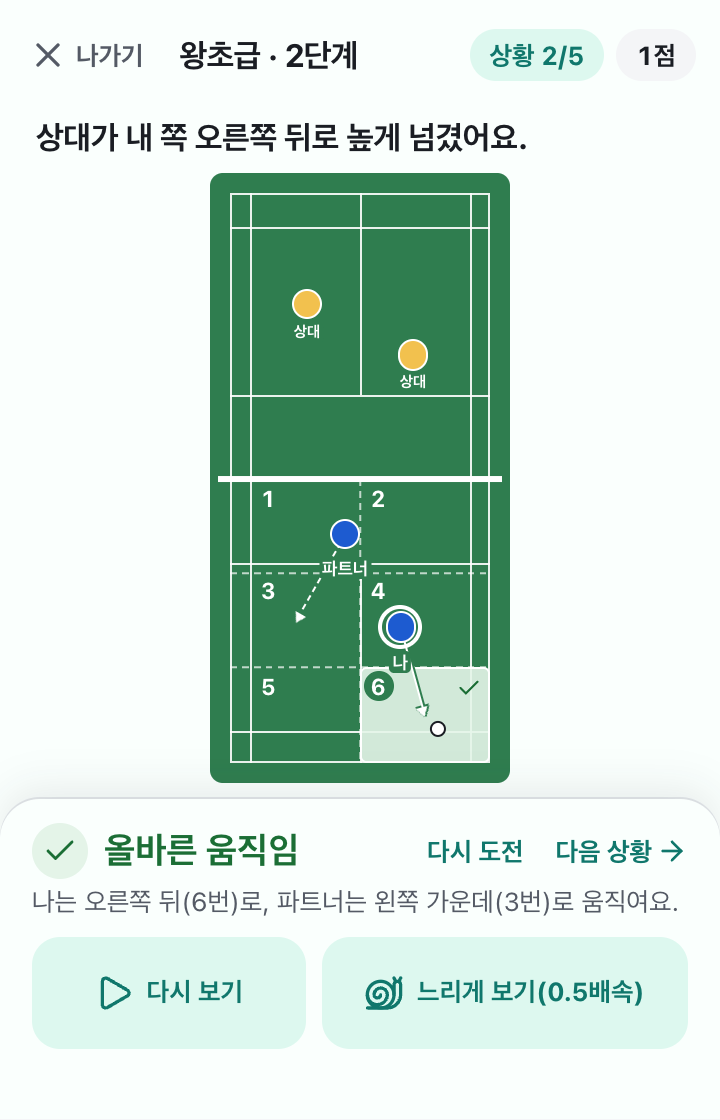 나가기
왕초급 · 2단계
상황 2/5
1점
상대가 내 쪽 오른쪽 뒤로 높게 넘겼어요.
상대
상대
1
2
파트너
3
4
나
5
6
올바른 움직임
다시 도전
다음 상황
나는 오른쪽 뒤(6번)로, 파트너는 왼쪽 가운데(3번)로 움직여요.
다시 보기
느리게 보기(0.5배속)